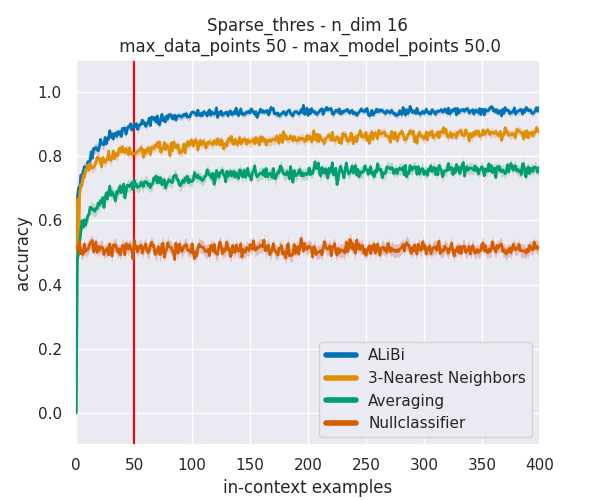 Sparse_thres - n_dim 16
max_data_points 50 - max_model_points 50.0
1.0
0.8
0.6
0.4
0.2
0.0
accuracy
ALiBi
3-Nearest Neighbors
Averaging
Nullclassifier
0 50 100 150 200 250 300 350 400
in-context examples